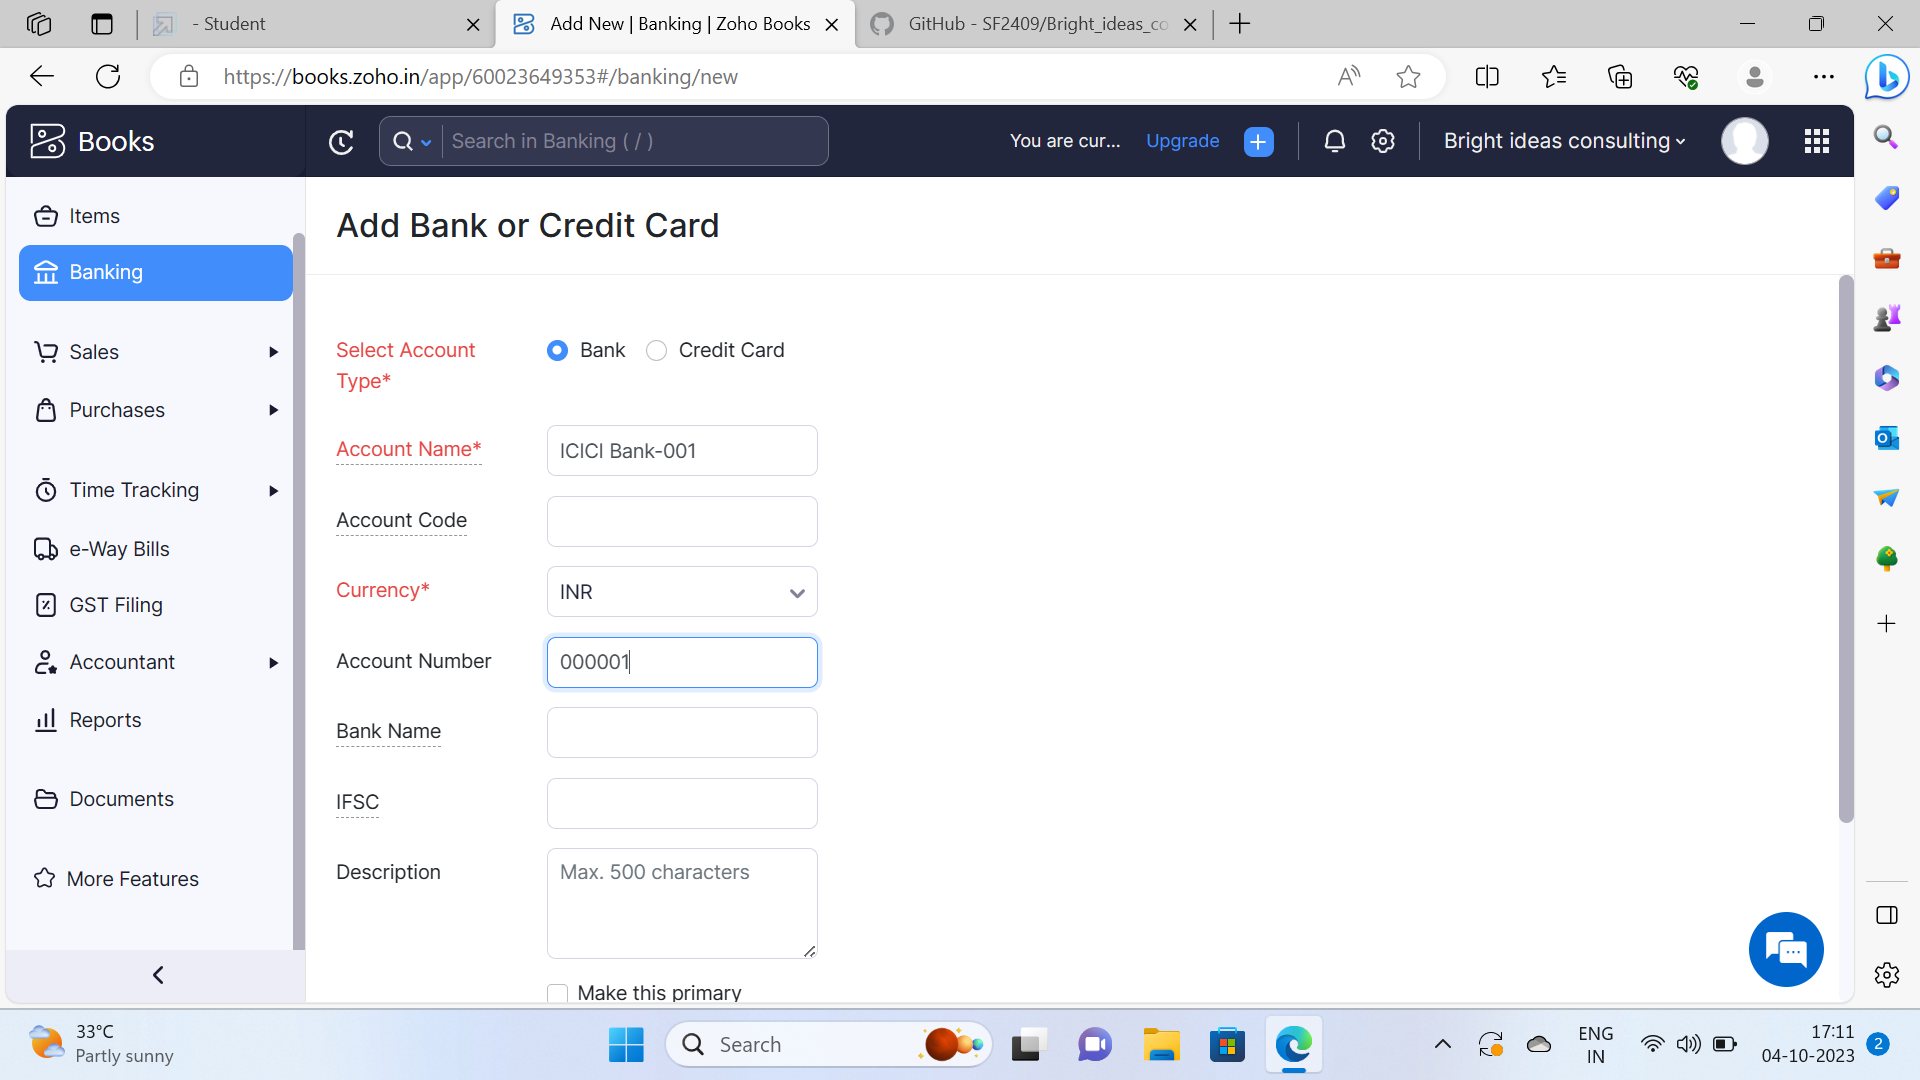 - Student
Add New | Banking | Zoho Books
GitHub - SF2409/Bright_ideas_co
https://books.zoho.in/app/60023649353#/banking/new
Books
Search in Banking ( / )
You are cur...
Upgrade
Bright ideas consulting
Items
Banking
Sales
Purchases
Time Tracking
e-Way Bills
GST Filing
Accountant
Reports
Documents
More Features
Add Bank or Credit Card
Select Account
Type*
Bank
Credit Card
Account Name*
ICICI Bank-001
Account Code
Currency*
INR
Account Number
000001
Bank Name
IFSC
Description
Max. 500 characters
Make this primary
33°C
Partly sunny
Search
ENG
IN
17:11
04-10-2023
2